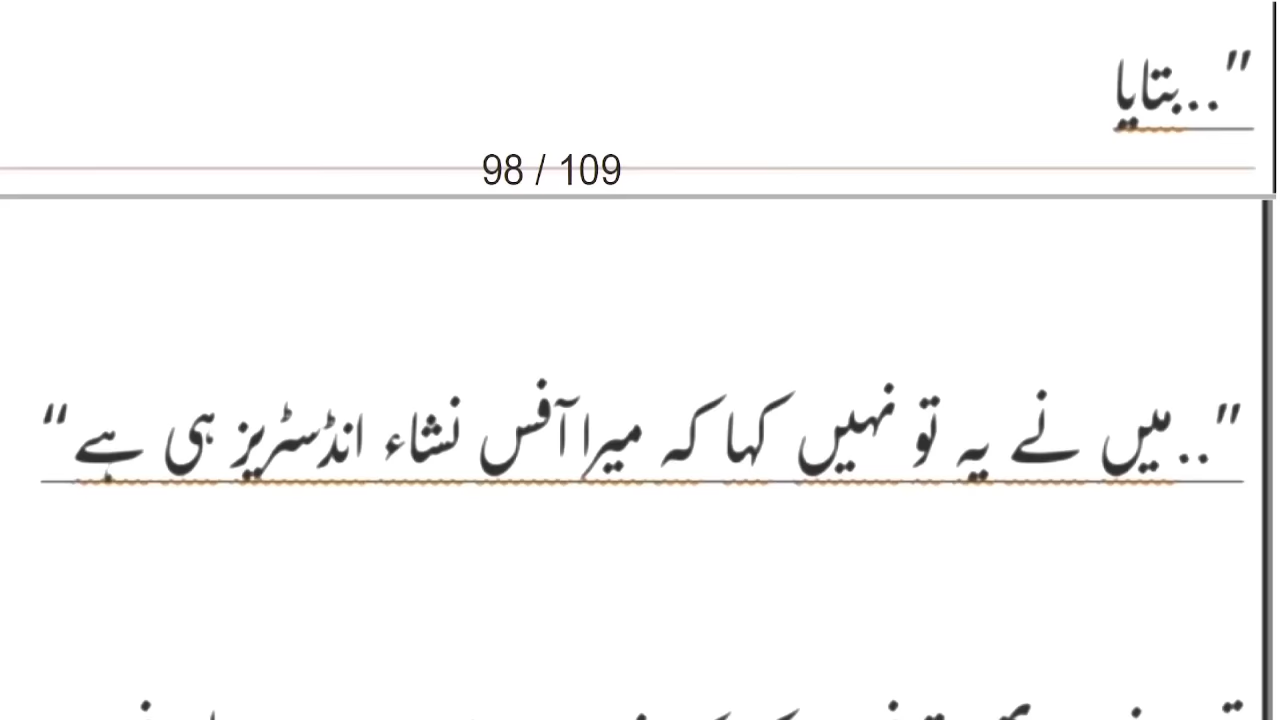 بتایا.."
98 / 109
"..میں نے یہ تو نہیں کہا کہ میرا آفس نشاء انڈسٹریز ہی ہے"